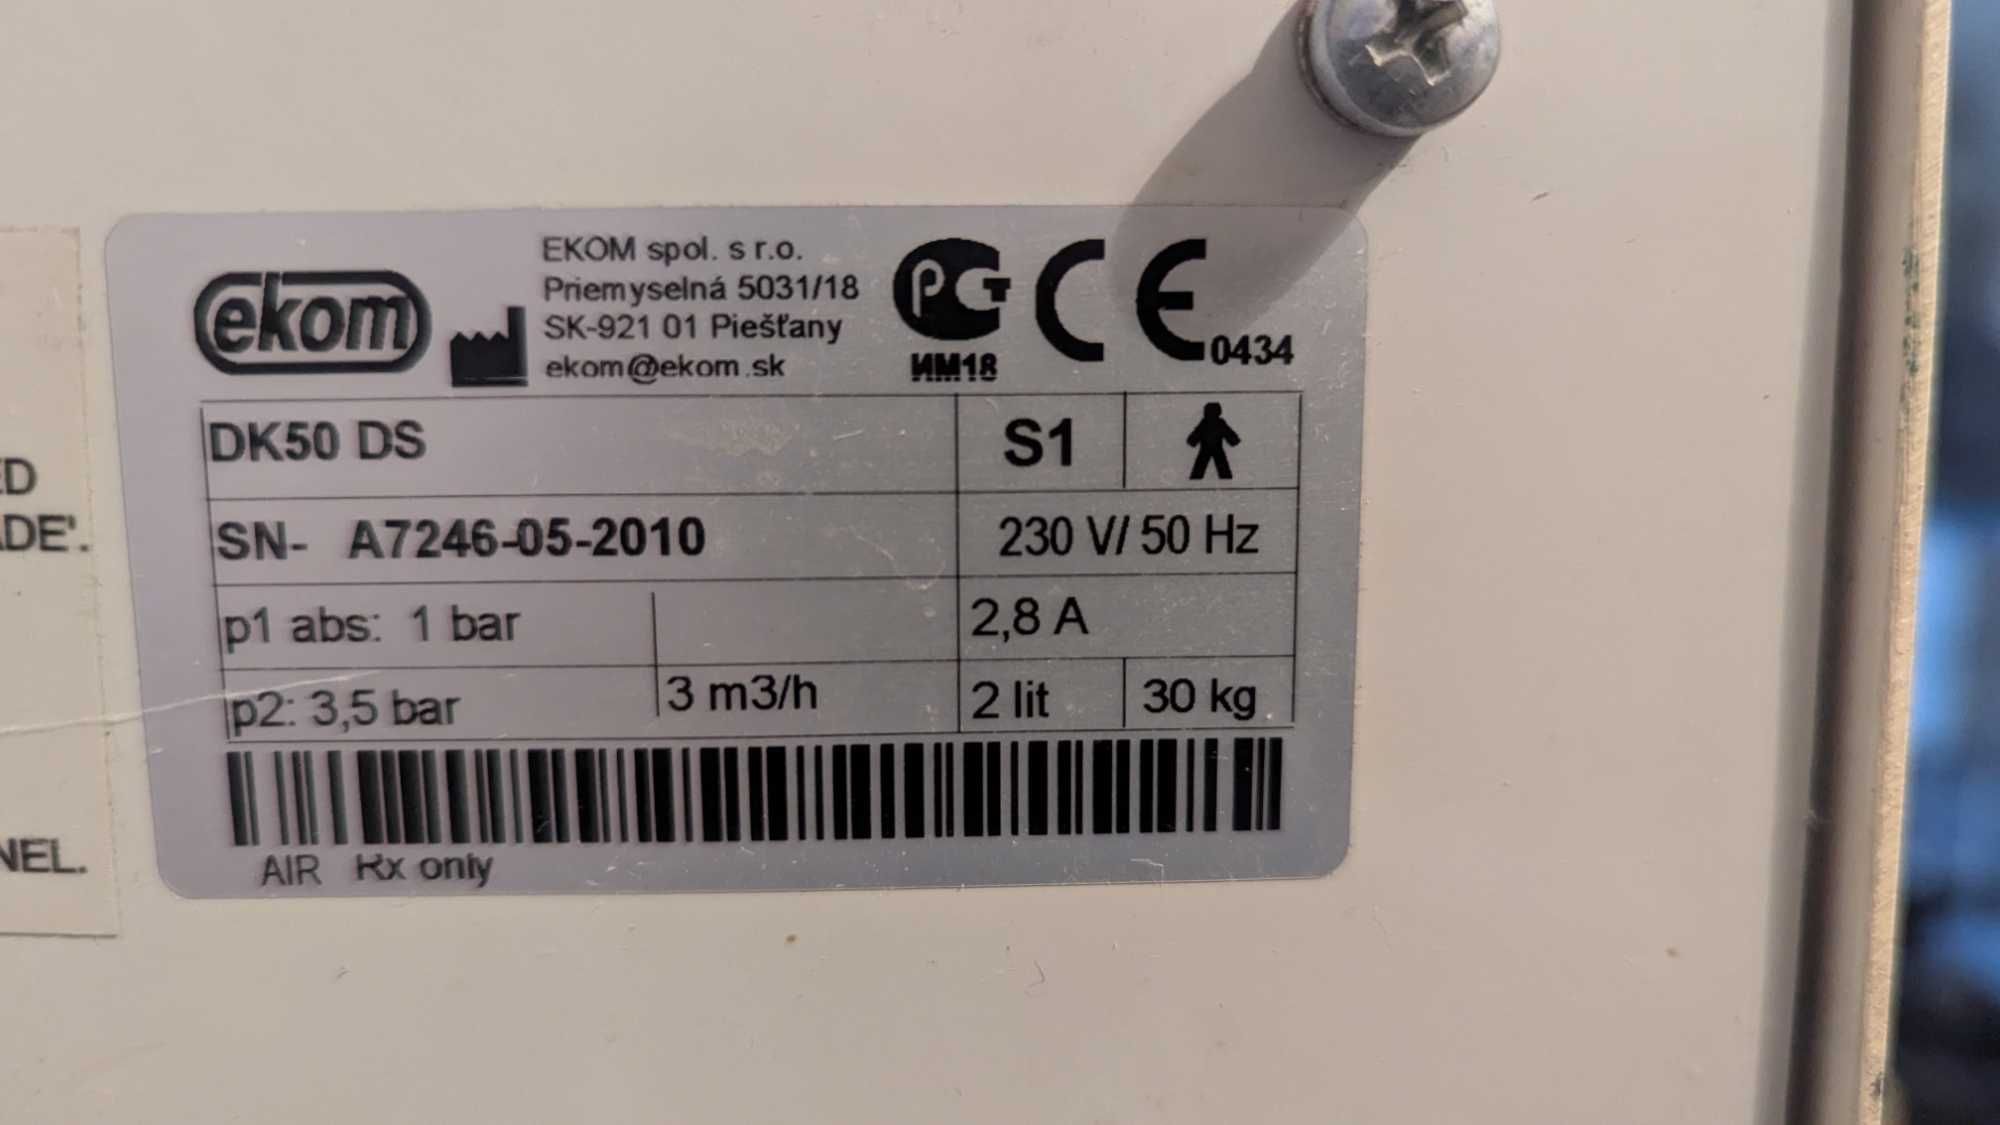 ekom
EKOM spol. s r.o.
Priemyselná 5031/18
SK-921 01 Piešťany
ekom@ekom.sk
РСТ
ИМ18
CE 0434
DK50 DS
S1
SN- A7246-05-2010
230 V/ 50 Hz
p1 abs: 1 bar
2,8 A
p2: 3,5 bar
3 m3/h
2 lit
30 kg
AIR Rx only
ED
ADE'.
NEL.